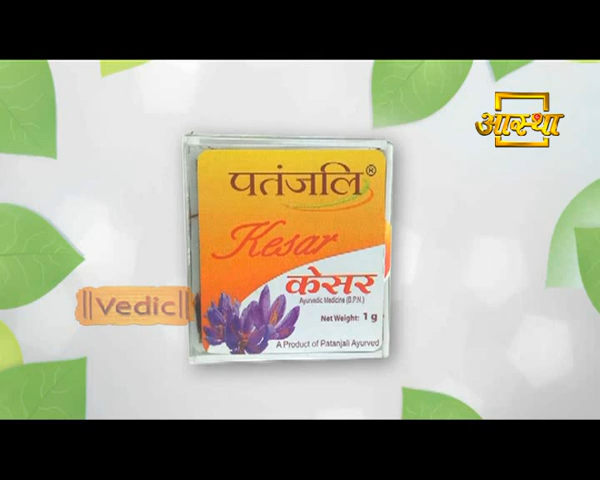 आस्था
पतंजलि®
Kesar
केसर
Ayurvedic Medicine (B.P.N.)
Net Weight: 1 g
A Product of Patanjali Ayurved
||Vedic||